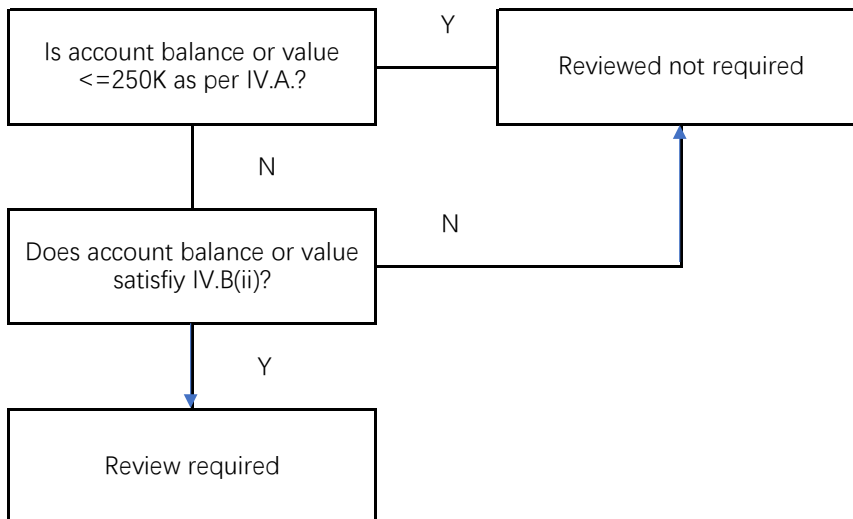 Is account balance or value
<=250K as per IV.A.?
Y
Reviewed not required
N
Does account balance or value
satisfiy IV.B(ii)?
N
Y
Review required